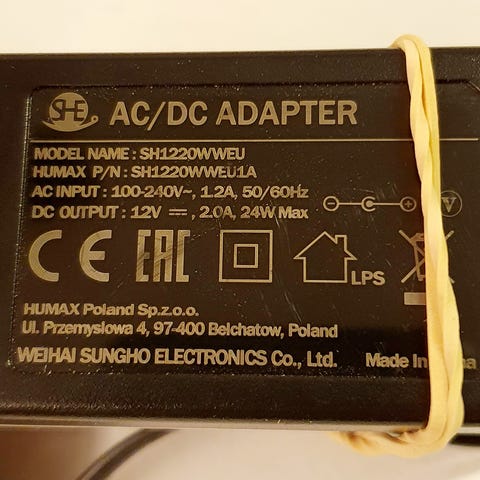 SHE AC/DC ADAPTER
MODEL NAME : SH1220WWEU
HUMAX P/N : SH1220WWEU1A
AC INPUT : 100-240V~, 1.2A, 50/60Hz
DC OUTPUT : 12V ⎓, 2.0A, 24W Max
V
CE EAC LPS
HUMAX Poland Sp.z.o.o.
Ul. Przemyslowa 4, 97-400 Belchatow, Poland
WEIHAI SUNGHO ELECTRONICS Co., Ltd. Made In